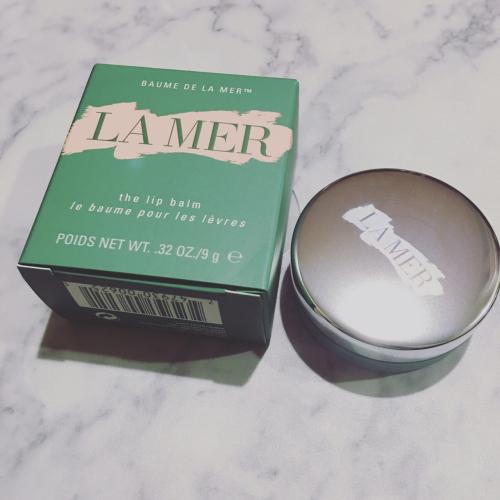 BAUME DE LA MER™
LA MER
the lip balm
le baume pour les lèvres
POIDS NET WT. .32 OZ./9 g ℮
LA MER